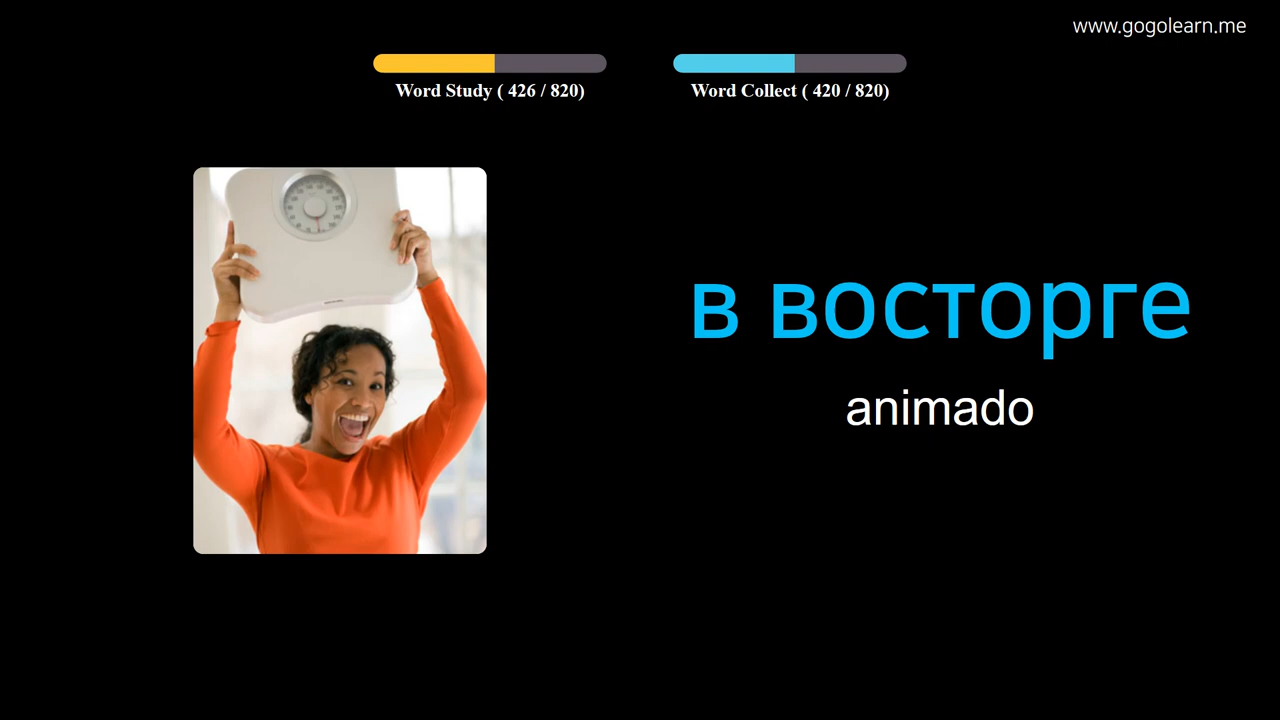 www.gogolearn.me
Word Study ( 426 / 820)
Word Collect ( 420 / 820)
в восторге
animado